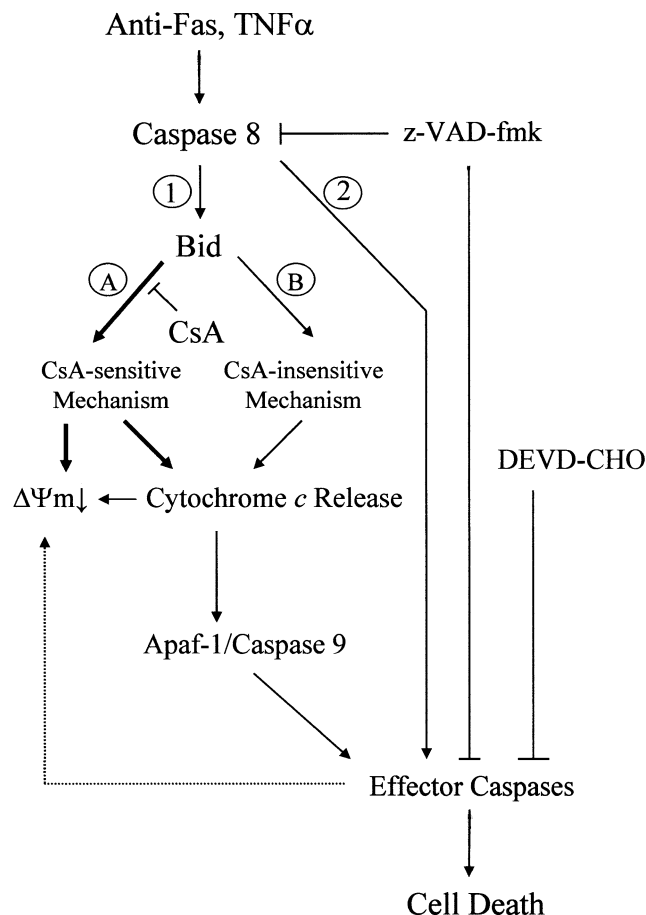 Anti-Fas, TNFα
Caspase 8
z-VAD-fmk
1
2
Bid
A
B
CsA
CsA-sensitive
Mechanism
CsA-insensitive
Mechanism
DEVD-CHO
ΔΨm↓
Cytochrome c Release
Apaf-1/Caspase 9
Effector Caspases
Cell Death